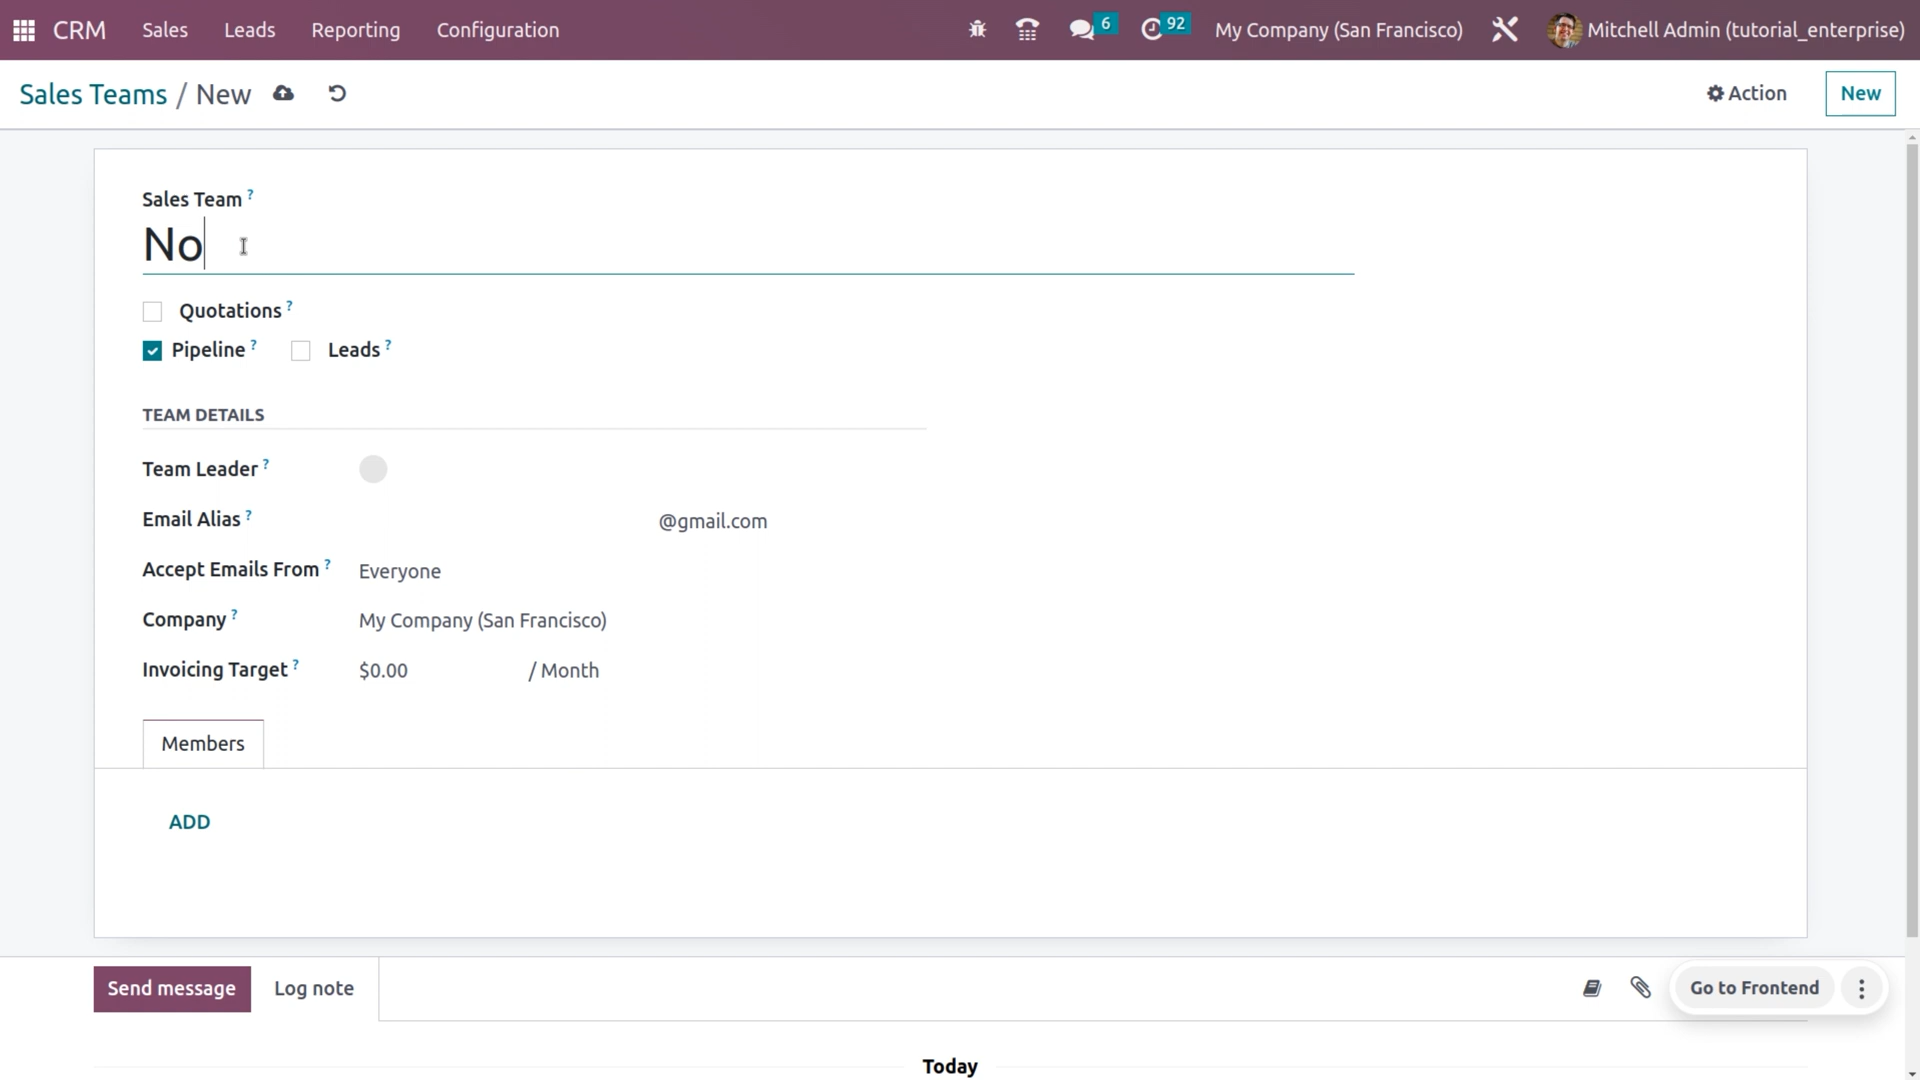 CRM Sales Leads Reporting Configuration 6 92 My Company (San Francisco) Mitchell Admin (tutorial_enterprise)
Sales Teams / New Action New
Sales Team ?
No
Quotations ?
Pipeline ? Leads ?
TEAM DETAILS
Team Leader ?
Email Alias ? @gmail.com
Accept Emails From ? Everyone
Company ? My Company (San Francisco)
Invoicing Target ? $0.00 / Month
Members
ADD
Send message Log note Go to Frontend
Today